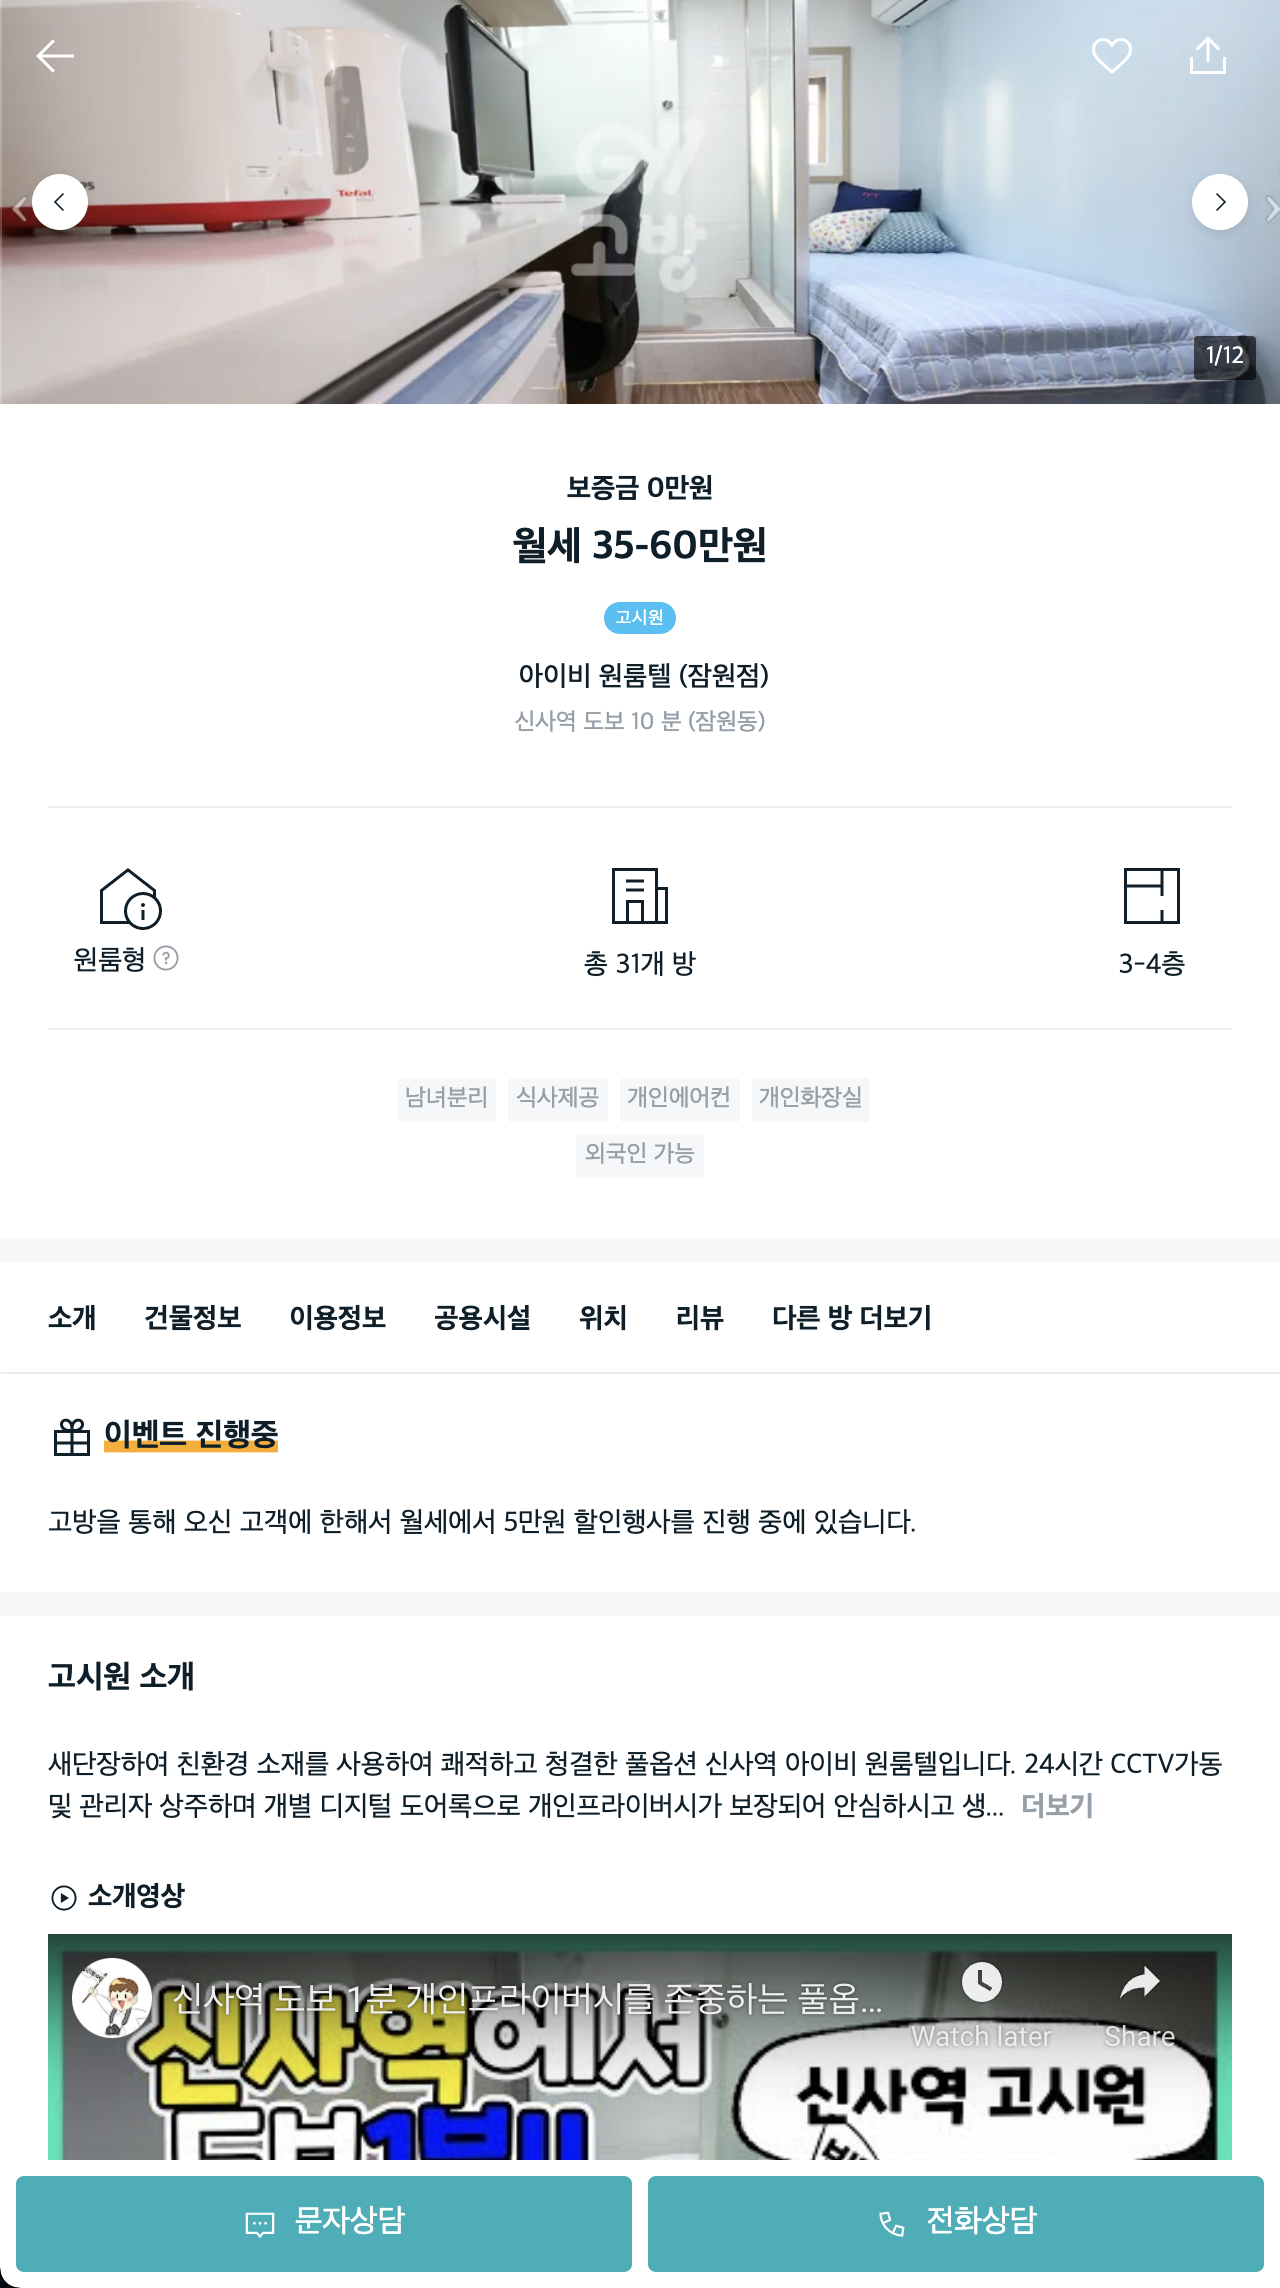 Tefal
G//
고방
1/12
보증금 0만원
월세 35-60만원
고시원
아이비 원룸텔 (잠원점)
신사역 도보 10 분 (잠원동)
원룸형 ?
총 31개 방
3-4층
남녀분리 식사제공 개인에어컨 개인화장실
외국인 가능
소개 건물정보 이용정보 공용시설 위치 리뷰 다른 방 더보기
이벤트 진행중
고방을 통해 오신 고객에 한해서 월세에서 5만원 할인행사를 진행 중에 있습니다.
고시원 소개
새단장하여 친환경 소재를 사용하여 쾌적하고 청결한 풀옵션 신사역 아이비 원룸텔입니다. 24시간 CCTV가동
및 관리자 상주하며 개별 디지털 도어록으로 개인프라이버시가 보장되어 안심하시고 생... 더보기
소개영상
신사역 도보 1분 개인프라이버시를 존중하는 풀옵...
Watch later Share
신사역에서
도보 1분!!
신사역 고시원
문자상담 전화상담